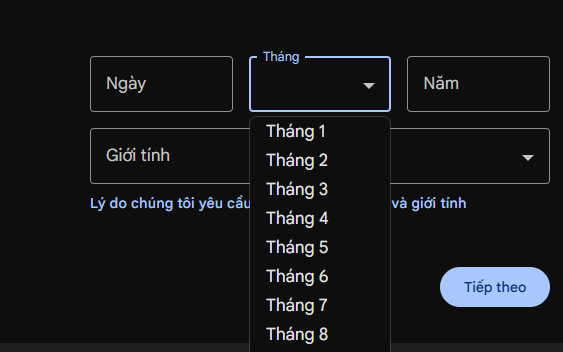 Tháng
Ngày
Năm
Tháng 1
Giới tính
Tháng 2
Tháng 3
Lý do chúng tôi yêu cầu
và giới tính
Tháng 4
Tháng 5
Tháng 6
Tiếp theo
Tháng 7
Tháng 8